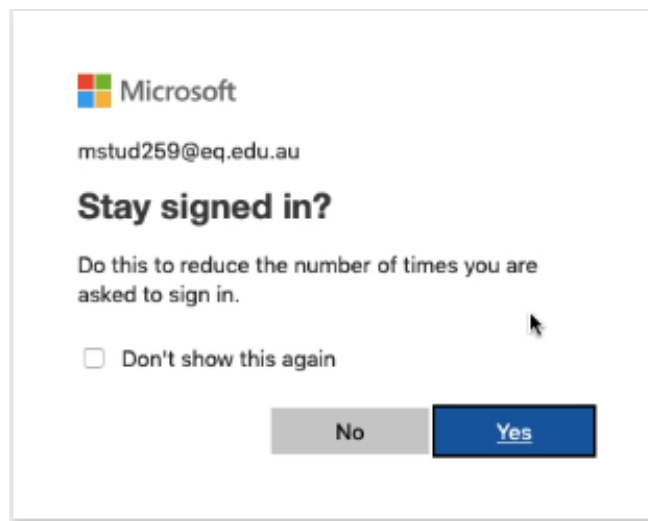 Microsoft
mstud259@eq.edu.au
Stay signed in?
Do this to reduce the number of times you are
asked to sign in.
Don't show this again
No
Yes